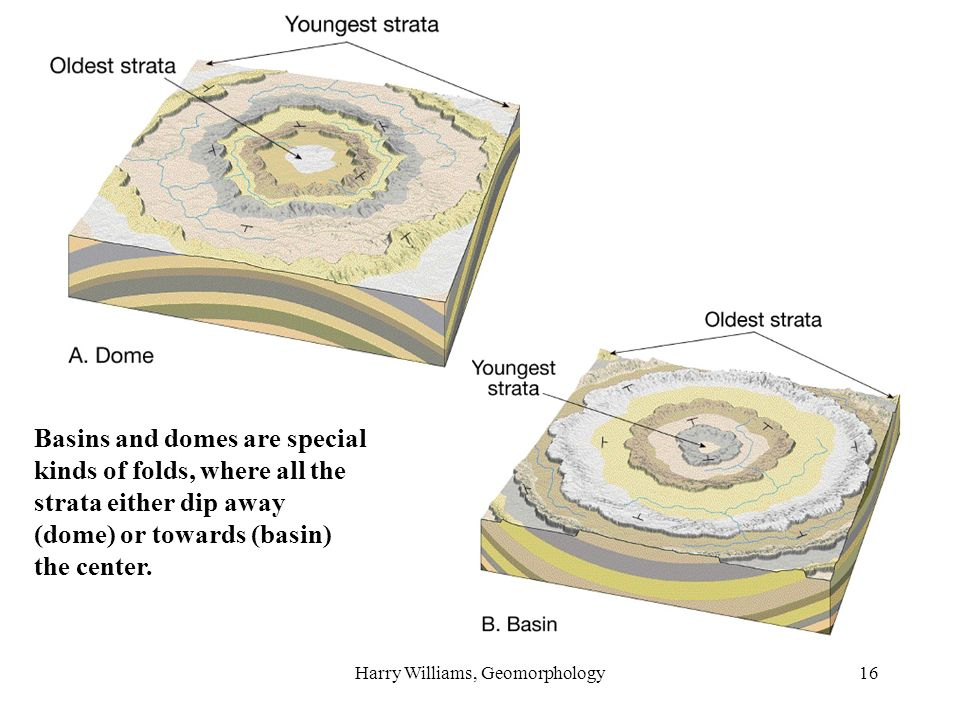 Youngest strata
Oldest strata
A. Dome
Oldest strata
Youngest
strata
B. Basin
Basins and domes are special
kinds of folds, where all the
strata either dip away
(dome) or towards (basin)
the center.
Harry Williams, Geomorphology
16